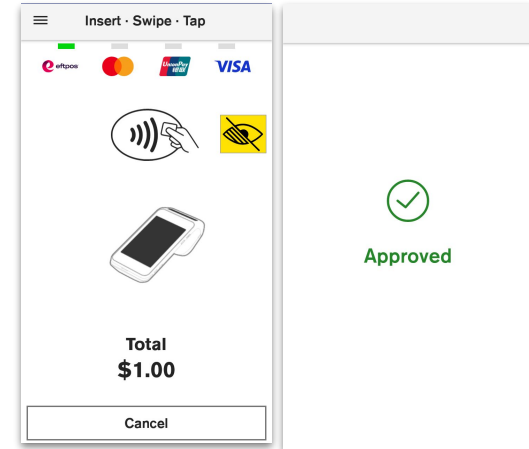 Insert · Swipe · Tap
eftpos
UnionPay
银联
VISA
Total
$1.00
Cancel
Approved